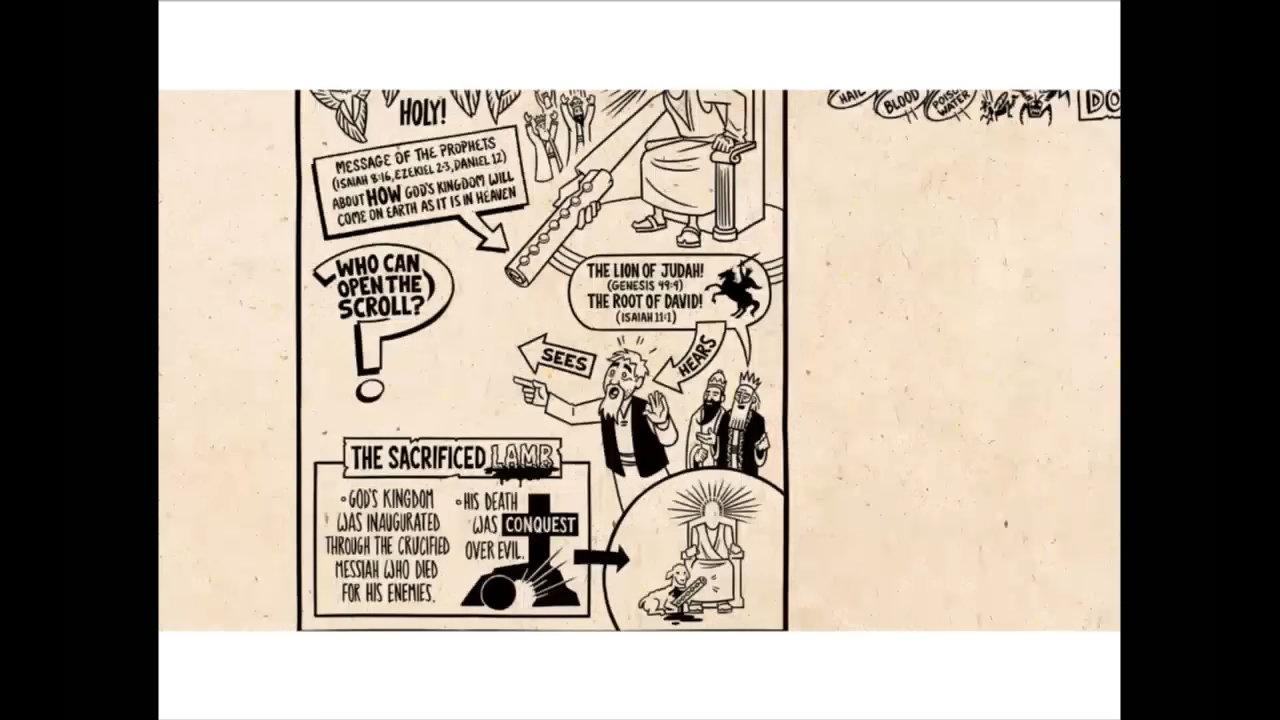 HOLY!
MESSAGE OF THE PROPHETS
(ISAIAH 8:16, EZEKIEL 2-3, DANIEL 12)
ABOUT HOW GOD'S KINGDOM WILL
COME ON EARTH AS IT IS IN HEAVEN
WHO CAN
OPEN THE
SCROLL?
THE LION OF JUDAH!
(GENESIS 49:9)
THE ROOT OF DAVID!
(ISAIAH 11:1)
SEES
HEARS
THE SACRIFICED LAMB
• GOD'S KINGDOM
WAS INAUGURATED
THROUGH THE CRUCIFIED
MESSIAH WHO DIED
FOR HIS ENEMIES.
• HIS DEATH
WAS CONQUEST
OVER EVIL.
HAIL
BLOOD
POISON
WATER
DO